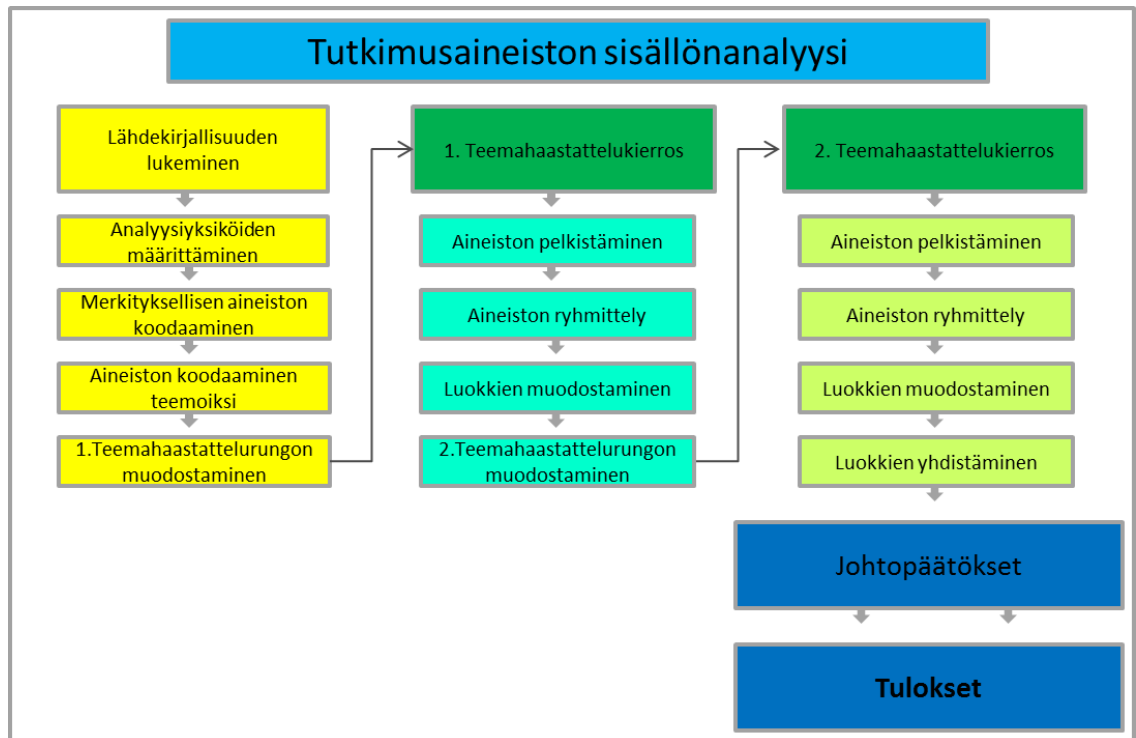 Tutkimusaineiston sisällönanalyysi
Lähdekirjallisuuden
lukeminen
Analyysiyksiköiden
määrittäminen
Merkityksellisen aineiston
koodaaminen
Aineiston koodaaminen
teemoiksi
1.Teemahaastattelurungon
muodostaminen
1. Teemahaastattelukierros
Aineiston pelkistäminen
Aineiston ryhmittely
Luokkien muodostaminen
2.Teemahaastattelurungon
muodostaminen
2. Teemahaastattelukierros
Aineiston pelkistäminen
Aineiston ryhmittely
Luokkien muodostaminen
Luokkien yhdistäminen
Johtopäätökset
Tulokset